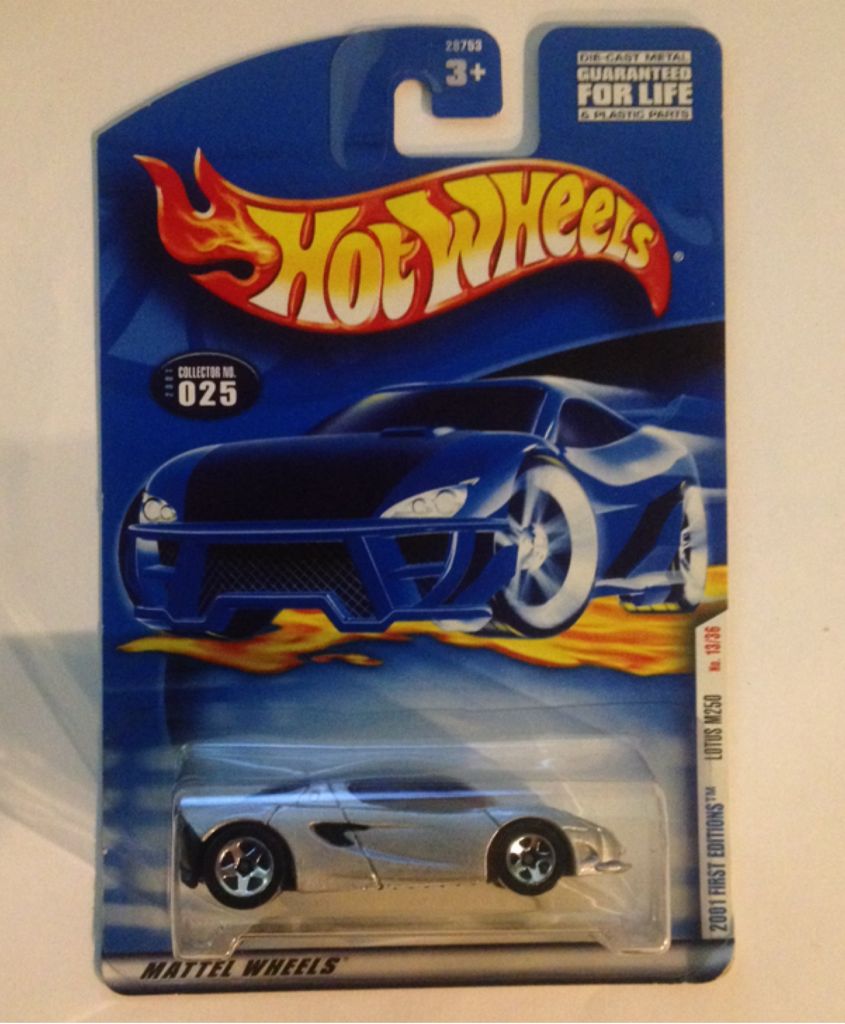 28753
3+
DIE-CAST METAL
GUARANTEED
FOR LIFE
& PLASTIC PARTS
HOT WHEELS®
2001
COLLECTOR NO.
025
2001 FIRST EDITIONS™ LOTUS M250 No. 13/36
MATTEL WHEELS™